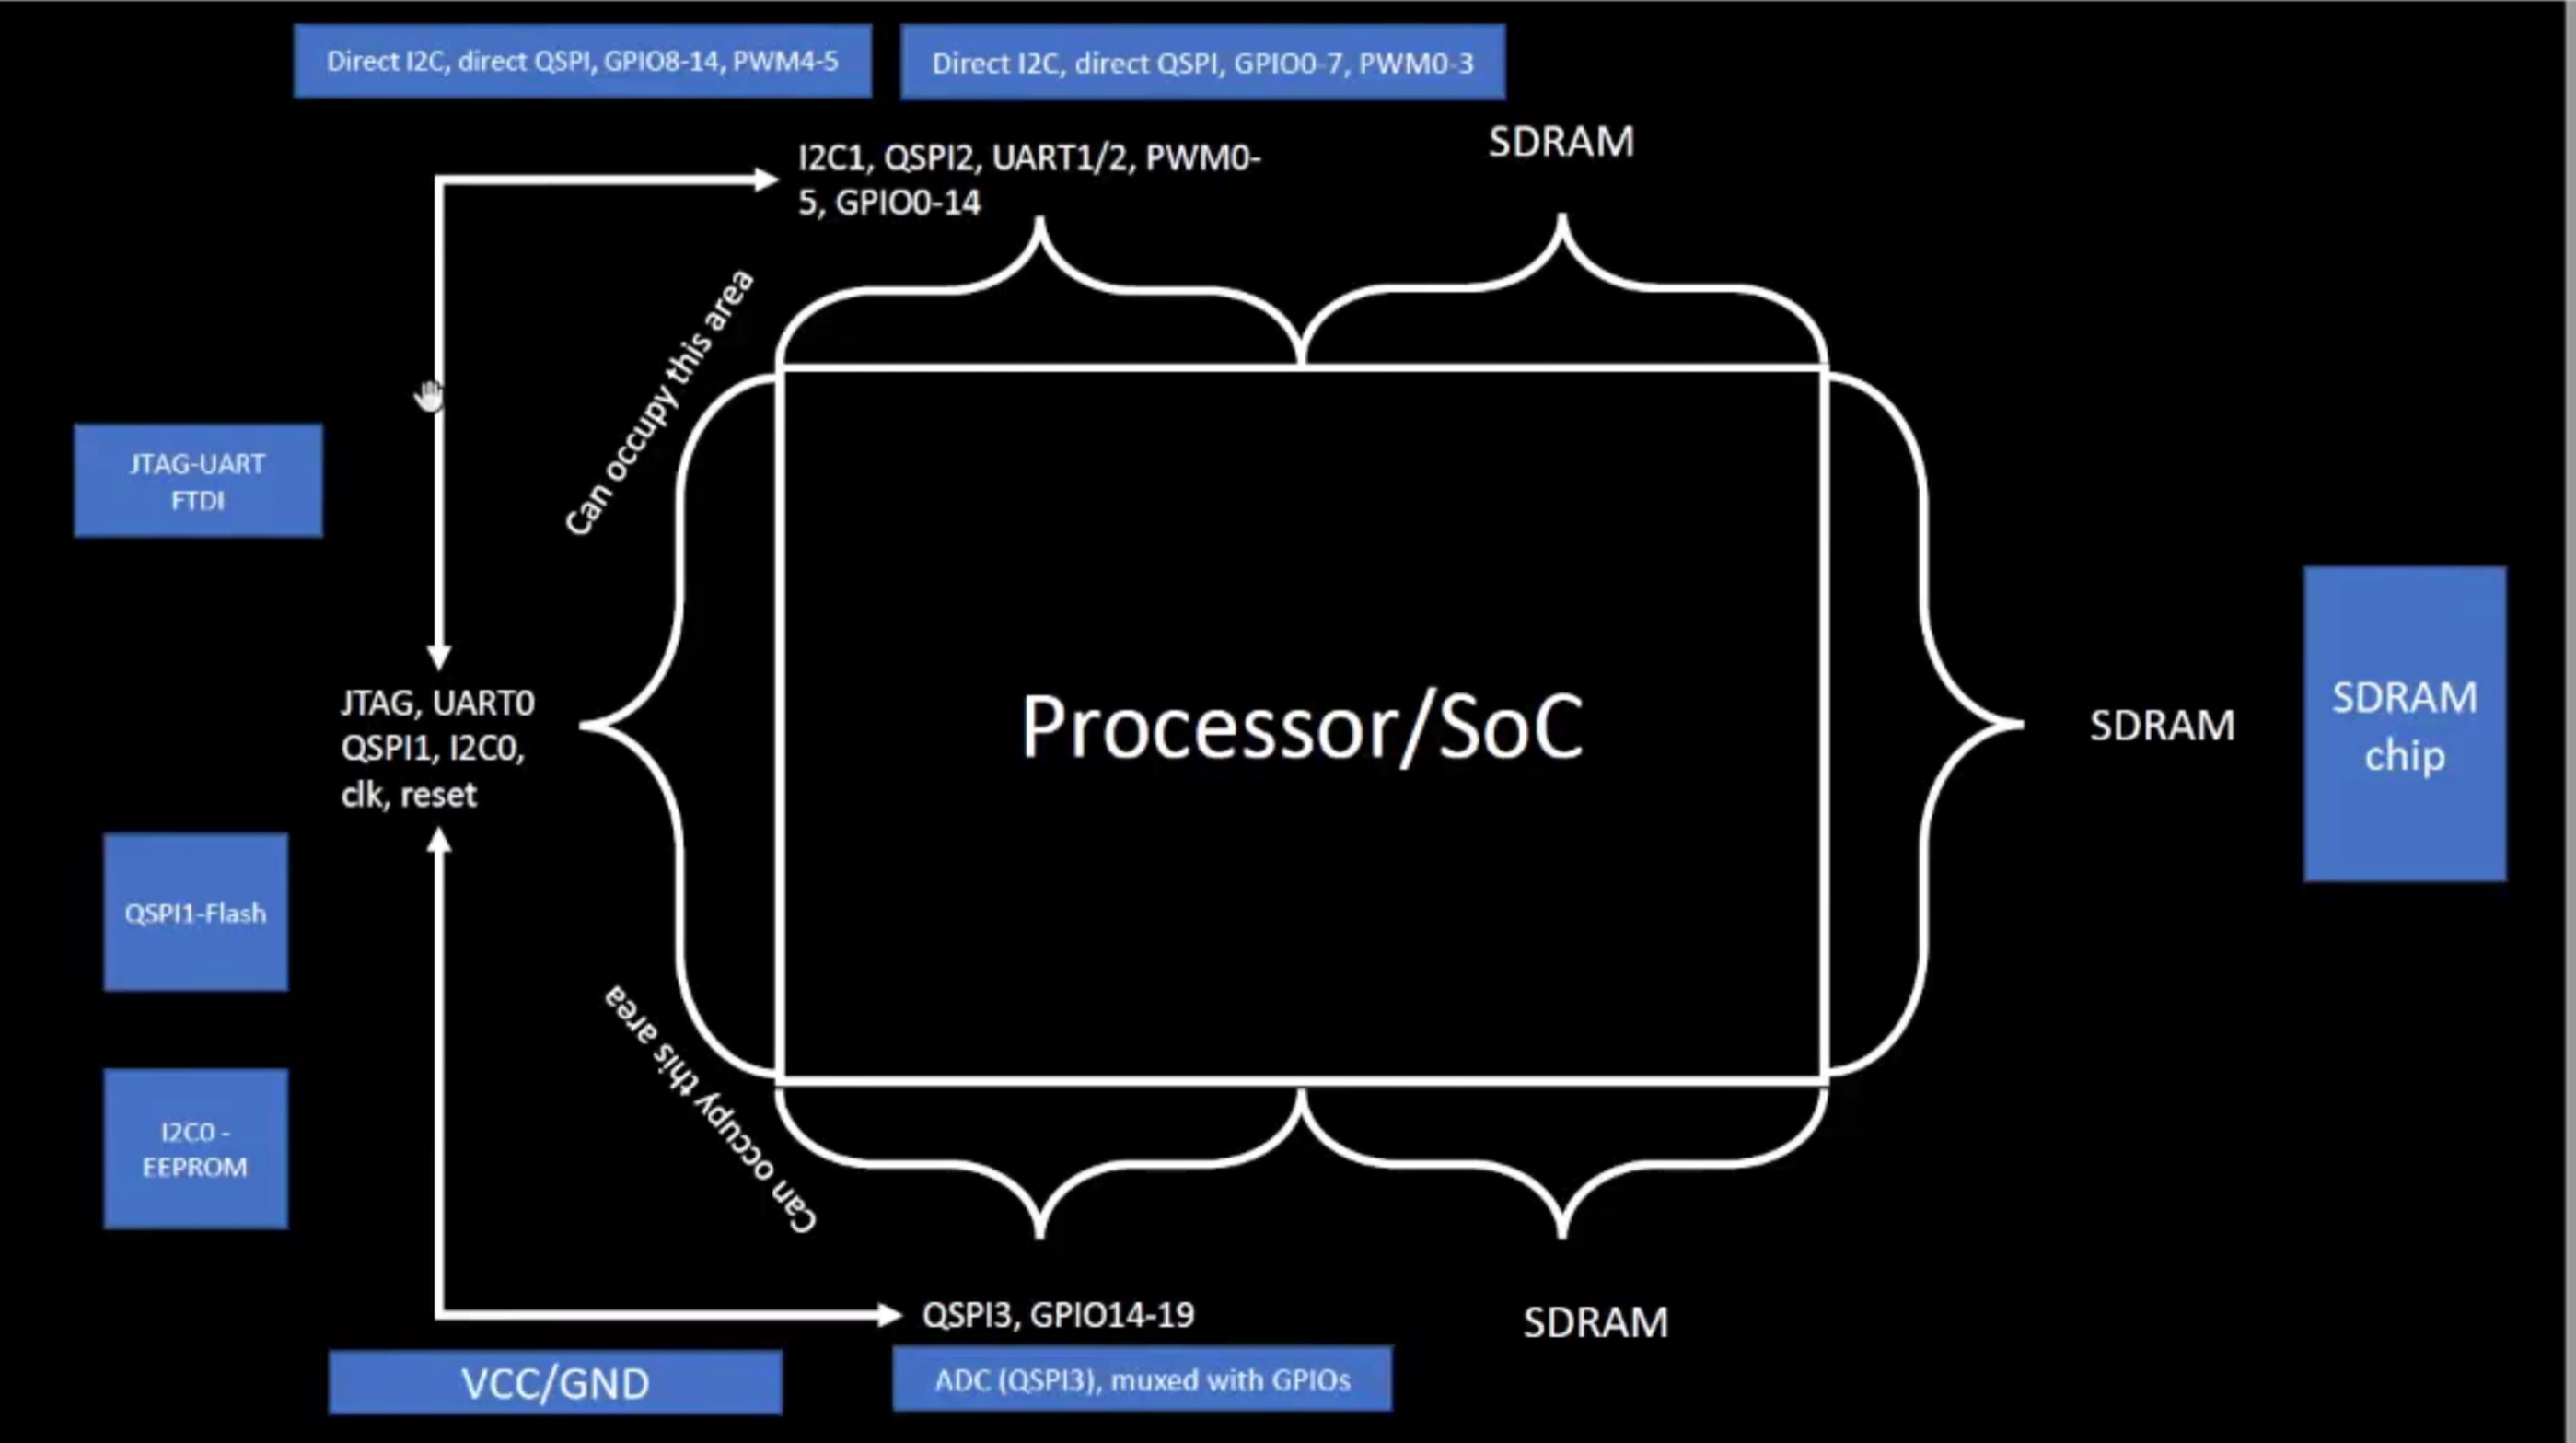 Direct I2C, direct QSPI, GPIO8-14, PWM4-5
Direct I2C, direct QSPI, GPIO0-7, PWM0-3
I2C1, QSPI2, UART1/2, PWM0-
5, GPIO0-14
SDRAM
Can occupy this area
JTAG-UART
FTDI
JTAG, UART0
QSPI1, I2C0,
clk, reset
Processor/SoC
SDRAM
SDRAM
chip
QSPI1-Flash
I2C0 -
EEPROM
Can occupy this area
QSPI3, GPIO14-19
SDRAM
VCC/GND
ADC (QSPI3), muxed with GPIOs